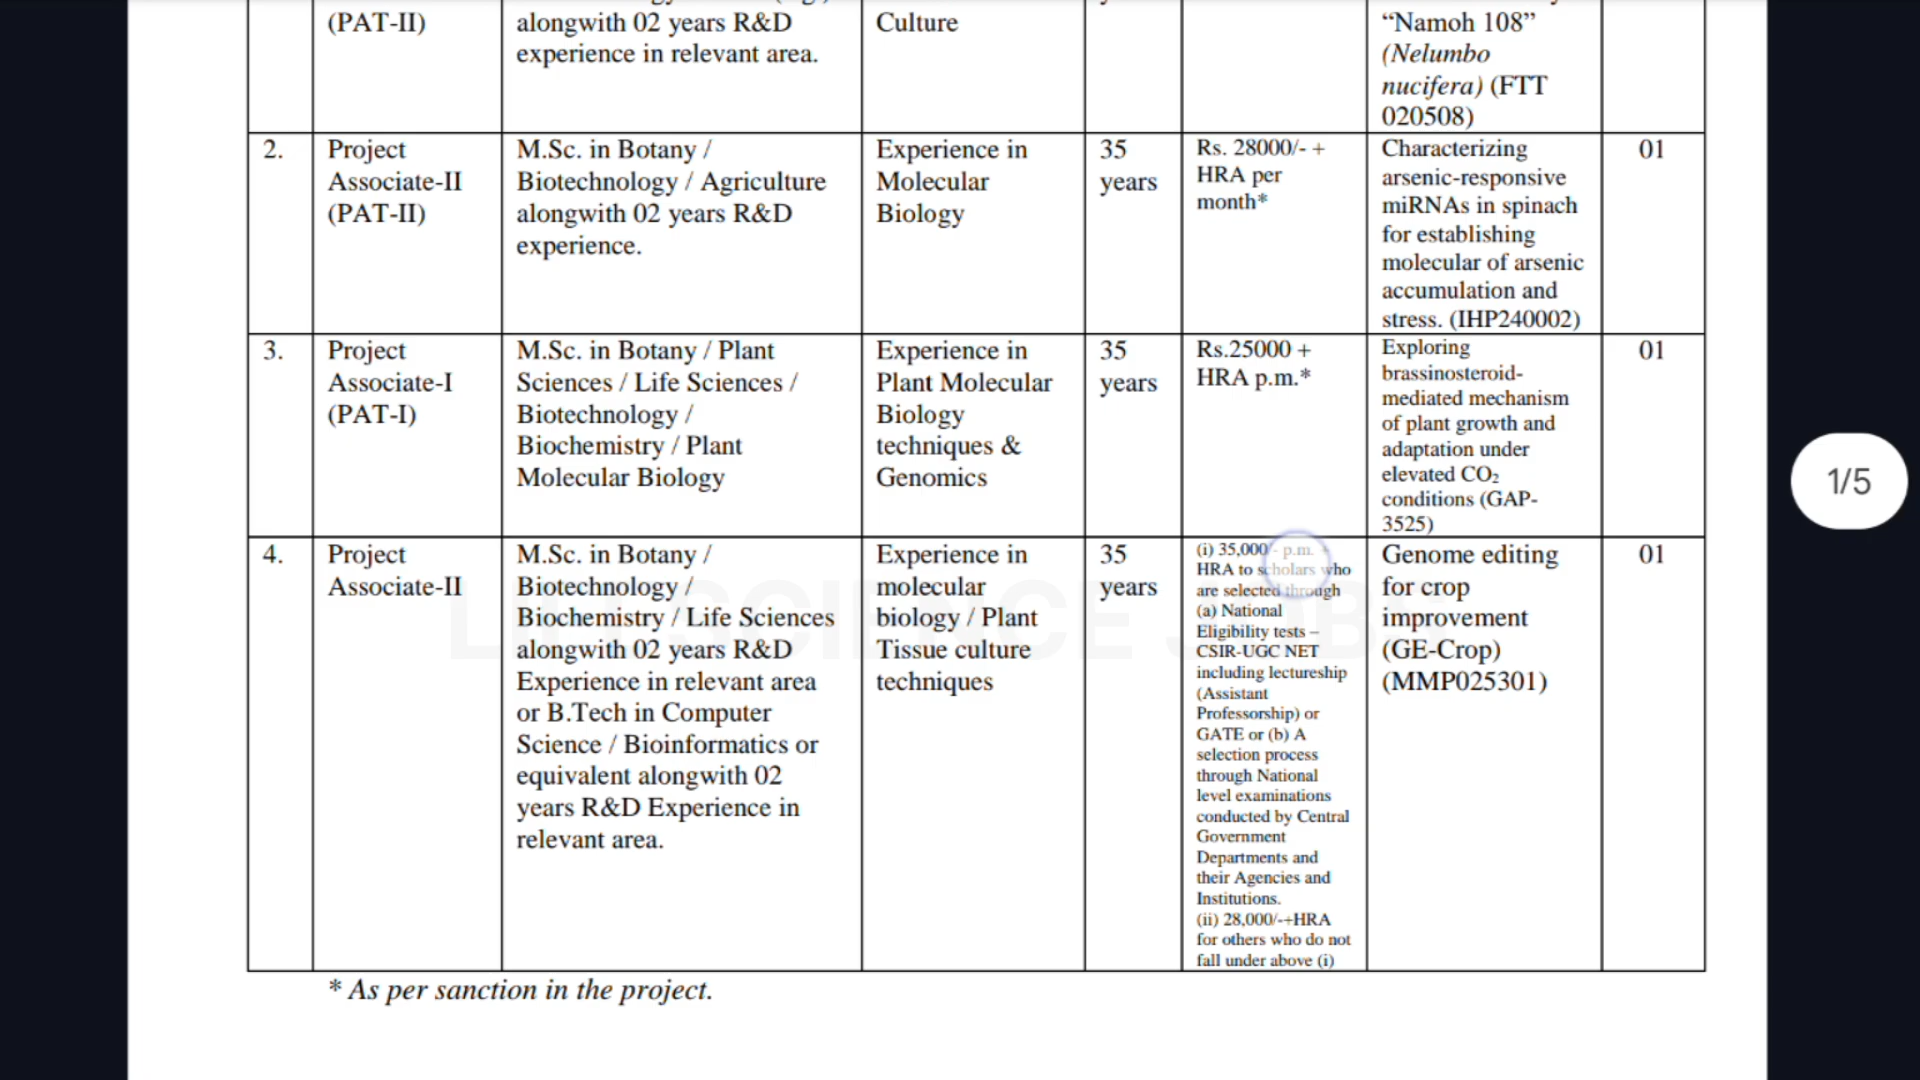 (PAT-II)
alongwith 02 years R&D
experience in relevant area.
Culture
"Namoh 108"
(Nelumbo
nucifera) (FTT
020508)
2.
Project
Associate-II
(PAT-II)
M.Sc. in Botany /
Biotechnology / Agriculture
alongwith 02 years R&D
experience.
Experience in
Molecular
Biology
35
years
Rs. 28000/- +
HRA per
month*
Characterizing
arsenic-responsive
miRNAs in spinach
for establishing
molecular of arsenic
accumulation and
stress. (IHP240002)
01
3.
Project
Associate-I
(PAT-I)
M.Sc. in Botany / Plant
Sciences / Life Sciences /
Biotechnology /
Biochemistry / Plant
Molecular Biology
Experience in
Plant Molecular
Biology
techniques &
Genomics
35
years
Rs.25000 +
HRA p.m.*
Exploring
brassinosteroid-
mediated mechanism
of plant growth and
adaptation under
elevated CO₂
conditions (GAP-
3525)
01
4.
Project
Associate-II
M.Sc. in Botany /
Biotechnology /
Biochemistry / Life Sciences
alongwith 02 years R&D
Experience in relevant area
or B.Tech in Computer
Science / Bioinformatics or
equivalent alongwith 02
years R&D Experience in
relevant area.
Experience in
molecular
biology / Plant
Tissue culture
techniques
35
years
(i) 35,000/- p.m.
HRA to scholars who
are selected through
(a) National
Eligibility tests –
CSIR-UGC NET
including lectureship
(Assistant
Professorship) or
GATE or (b) A
selection process
through National
level examinations
conducted by Central
Government
Departments and
their Agencies and
Institutions.
(ii) 28,000/-+HRA
for others who do not
fall under above (i)
Genome editing
for crop
improvement
(GE-Crop)
(MMP025301)
01
* As per sanction in the project.
1/5